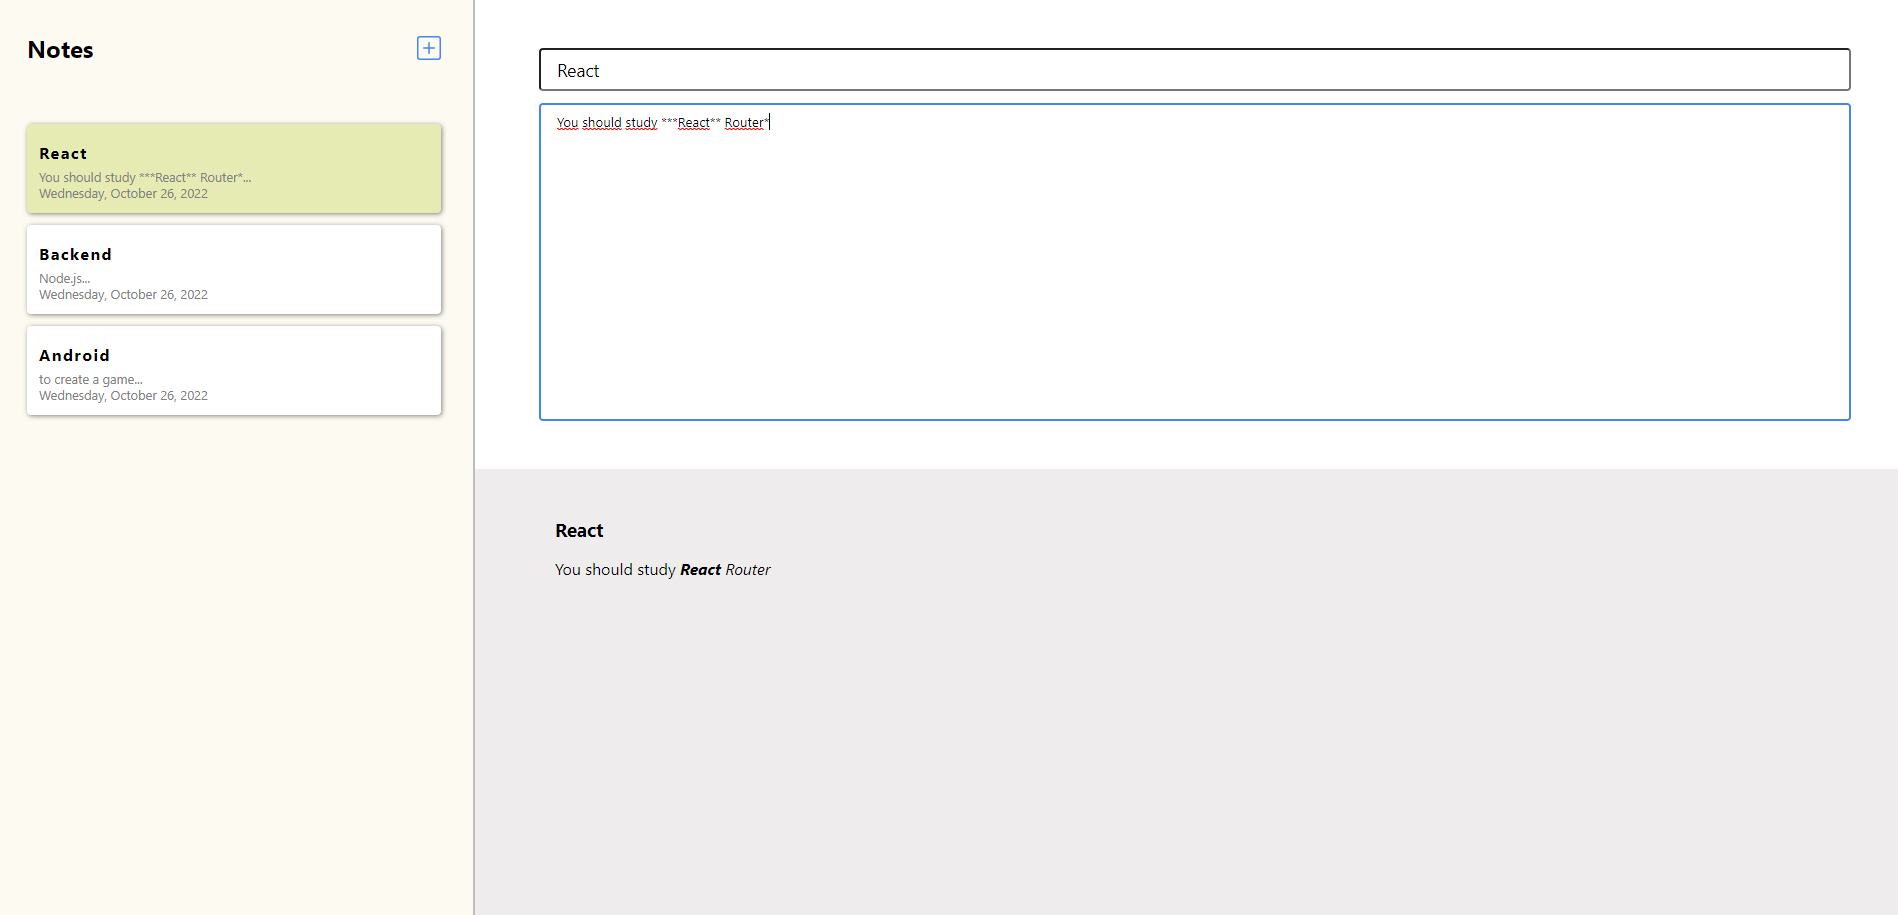 Notes
React
You should study ***React** Router*...
Wednesday, October 26, 2022
Backend
Node.js...
Wednesday, October 26, 2022
Android
to create a game...
Wednesday, October 26, 2022
React
You should study ***React** Router*
React
You should study React Router